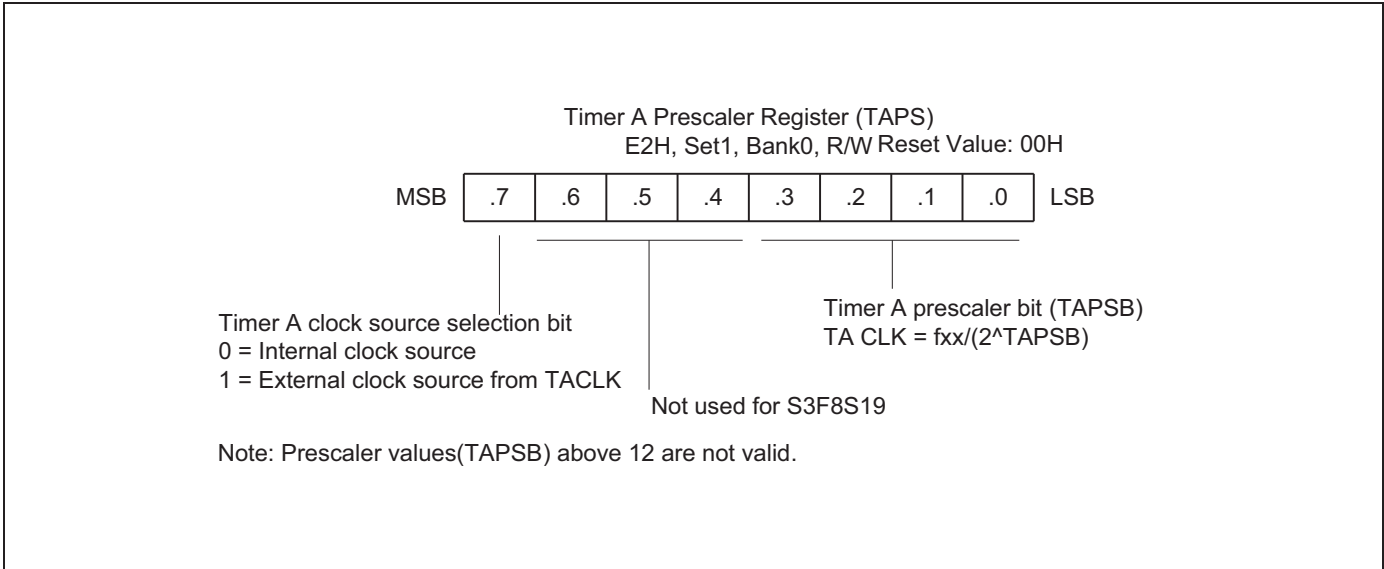 Timer A Prescaler Register (TAPS)
E2H, Set1, Bank0, R/W Reset Value: 00H
MSB .7 .6 .5 .4 .3 .2 .1 .0 LSB
Timer A clock source selection bit
0 = Internal clock source
1 = External clock source from TACLK
Not used for S3F8S19
Timer A prescaler bit (TAPSB)
TA CLK = fxx/(2^TAPSB)
Note: Prescaler values(TAPSB) above 12 are not valid.